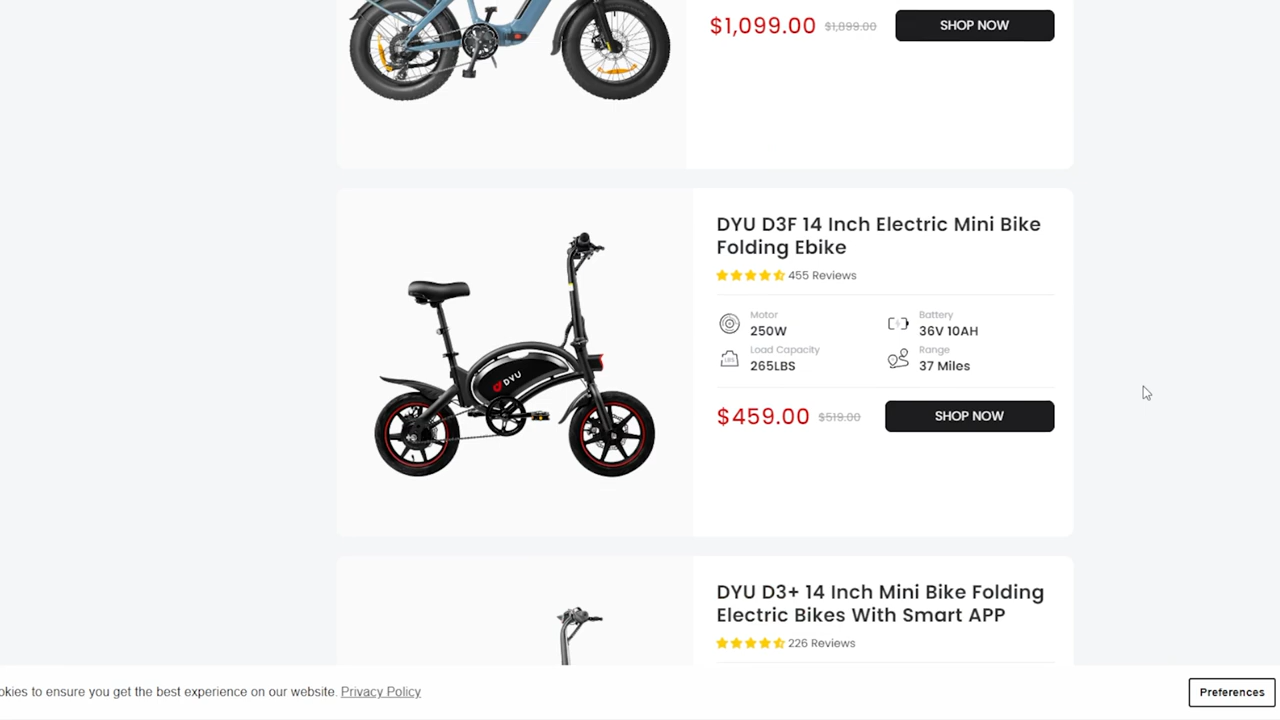 $1,099.00 $1,899.00 SHOP NOW
DYU D3F 14 Inch Electric Mini Bike
Folding Ebike
455 Reviews
Motor
250W
Battery
36V 10AH
Load Capacity
265LBS
Range
37 Miles
LBS
DYU
$459.00 $519.00 SHOP NOW
DYU D3+ 14 Inch Mini Bike Folding
Electric Bikes With Smart APP
226 Reviews
okies to ensure you get the best experience on our website. Privacy Policy
Preferences